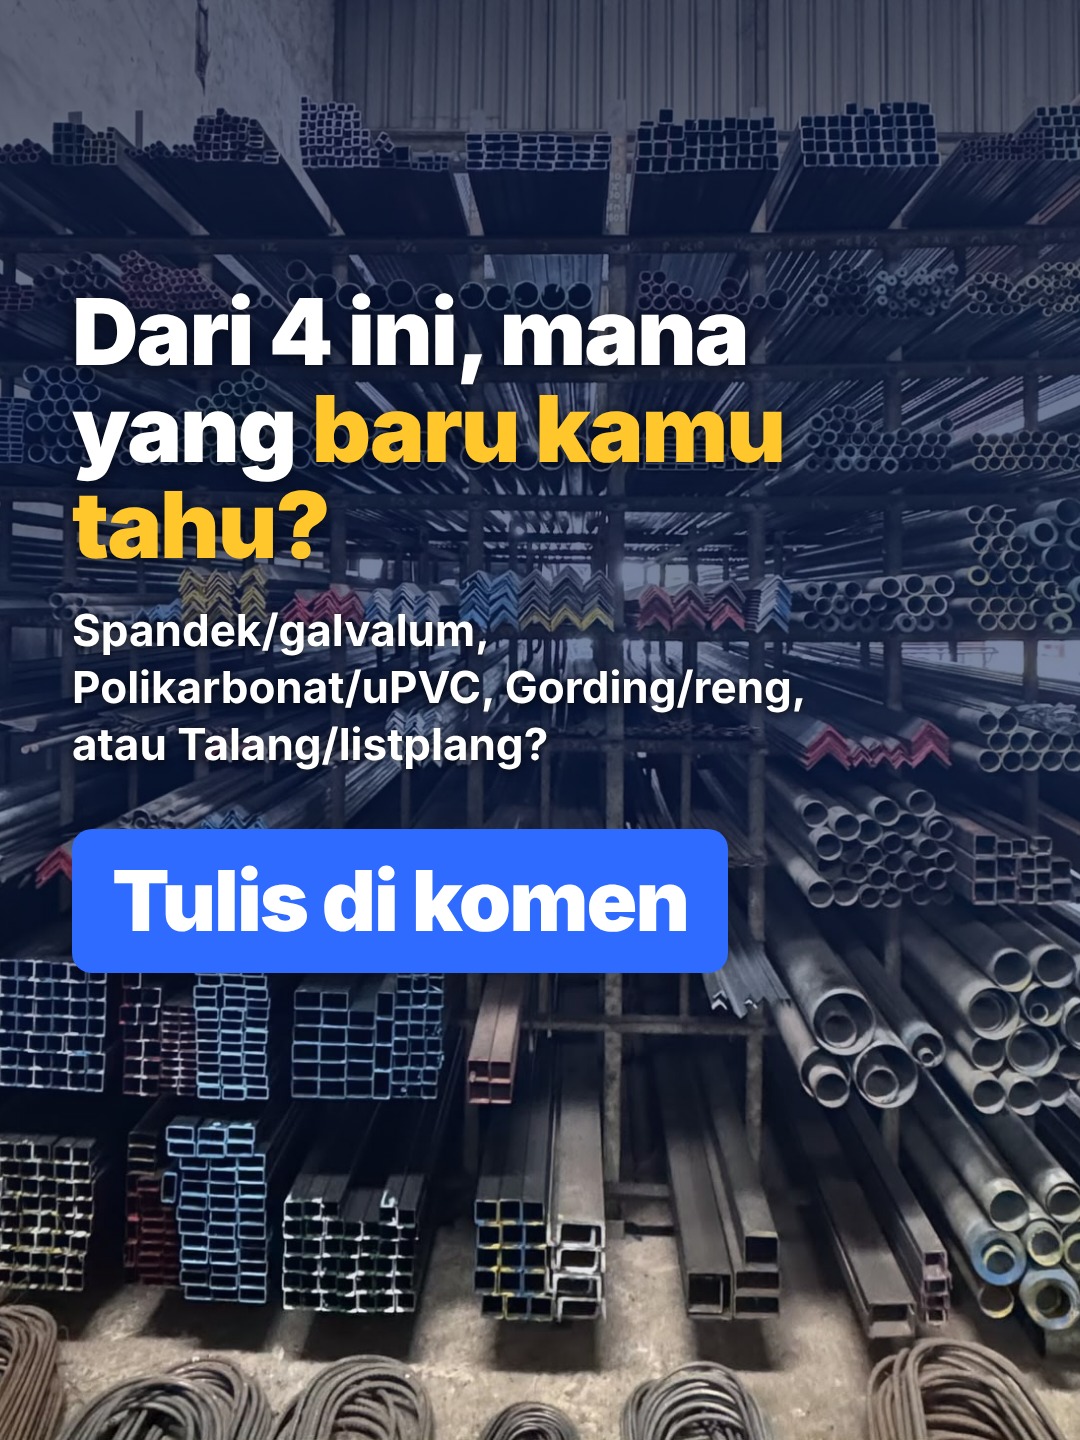 Dari 4 ini, mana
yang baru kamu
tahu?
Spandek/galvalum,
Polikarbonat/uPVC, Gording/reng,
atau Talang/listplang?
Tulis di komen